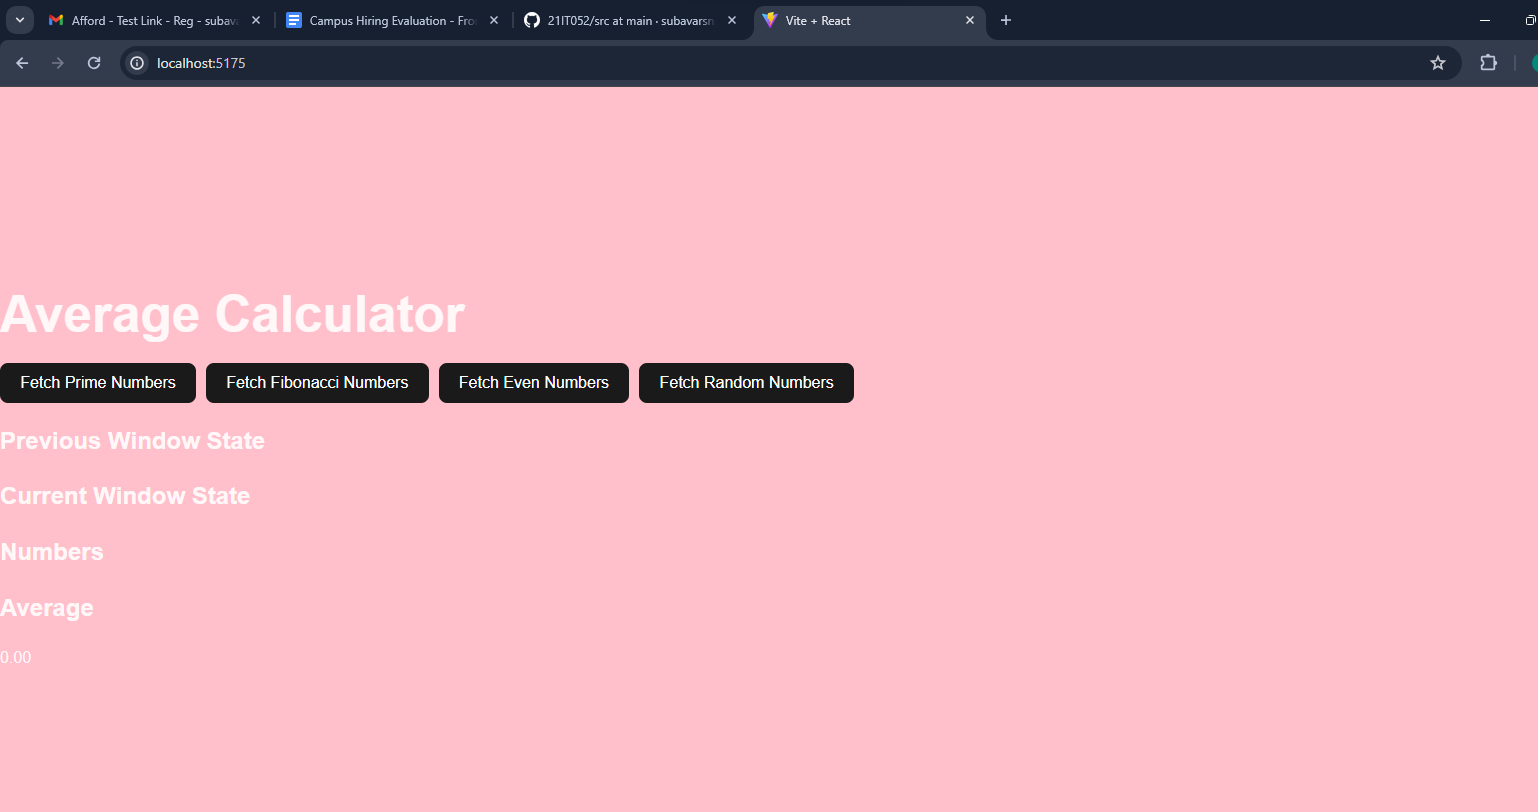 Afford - Test Link - Reg - subava
Campus Hiring Evaluation - Fro
21IT052/src at main · subavarsn
Vite + React
localhost:5175
Average Calculator
Fetch Prime Numbers Fetch Fibonacci Numbers Fetch Even Numbers Fetch Random Numbers
Previous Window State
Current Window State
Numbers
Average
0.00